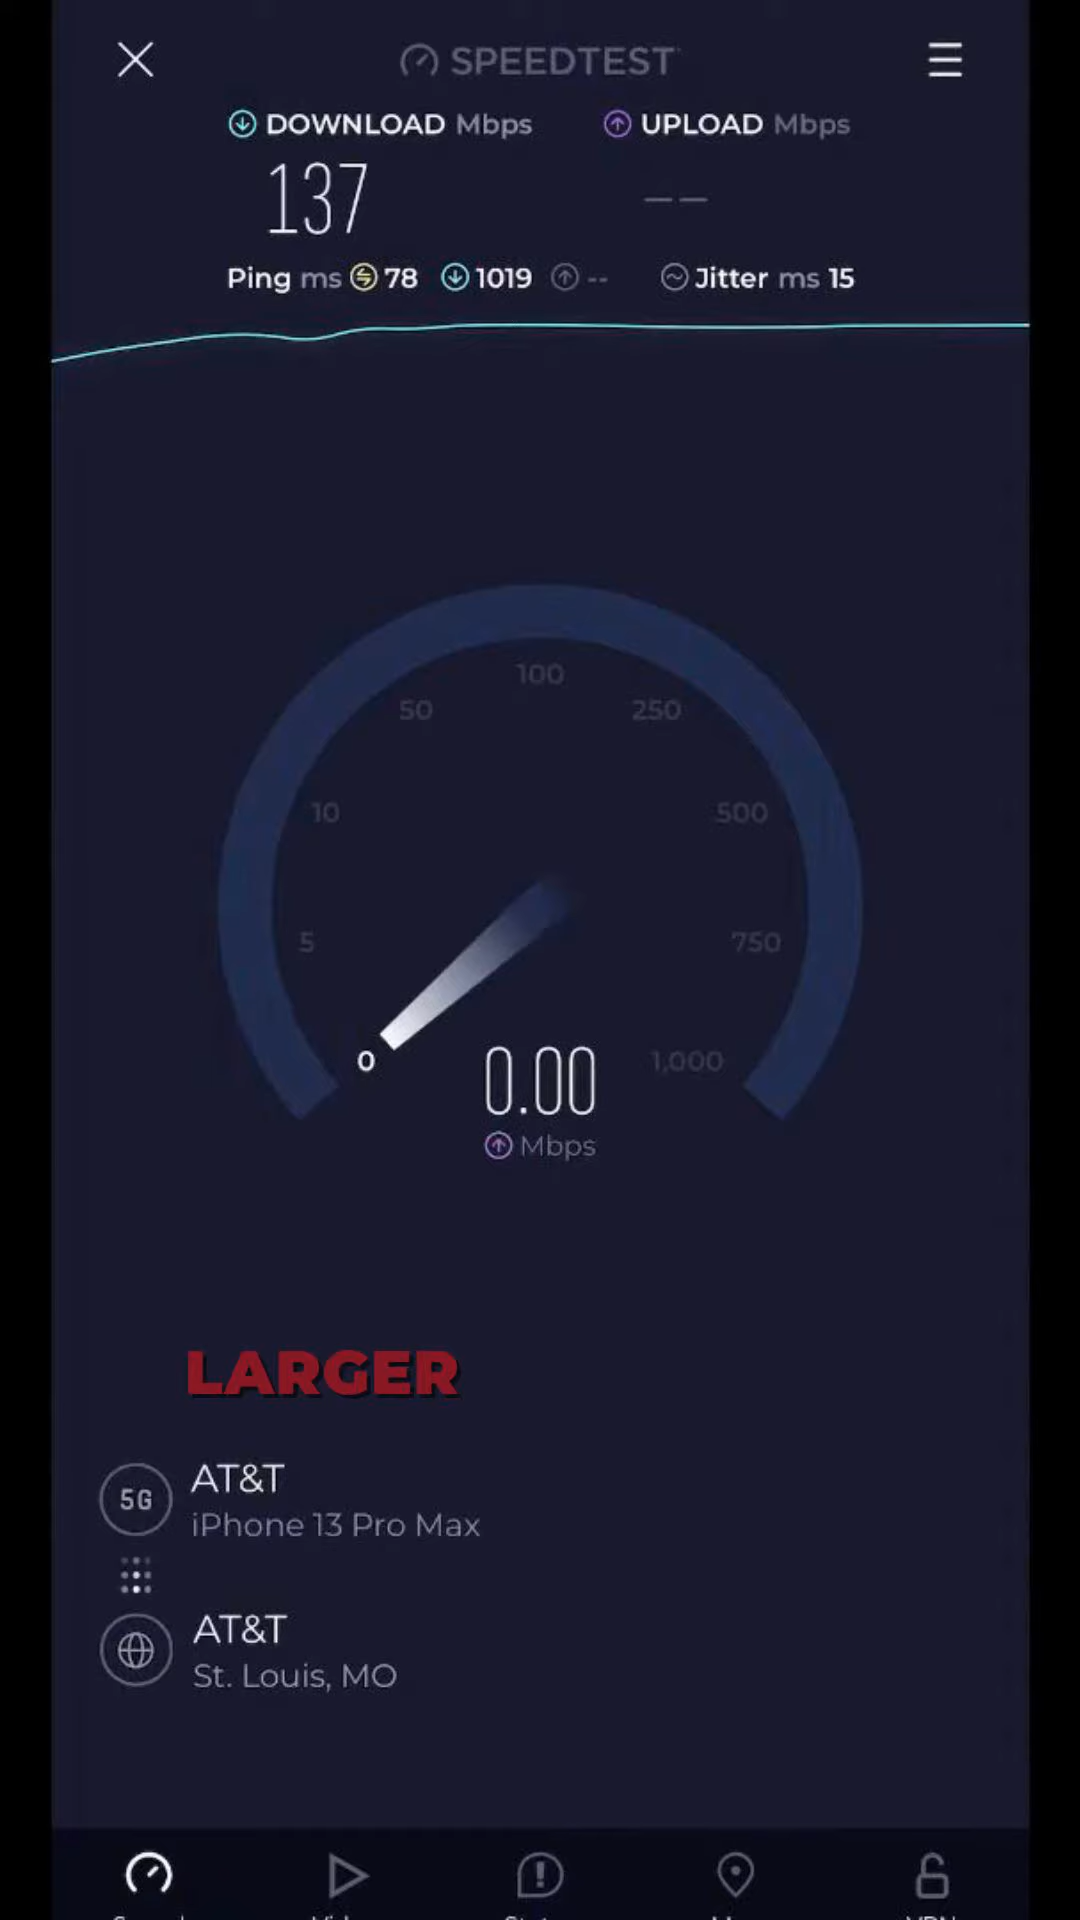 SPEEDTEST
DOWNLOAD Mbps UPLOAD Mbps
137 — —
Ping ms 78 1019 -- Jitter ms 15
100
50 250
10 500
5 750
0 1,000
0.00
Mbps
LARGER
5G AT&T
iPhone 13 Pro Max
AT&T
St. Louis, MO